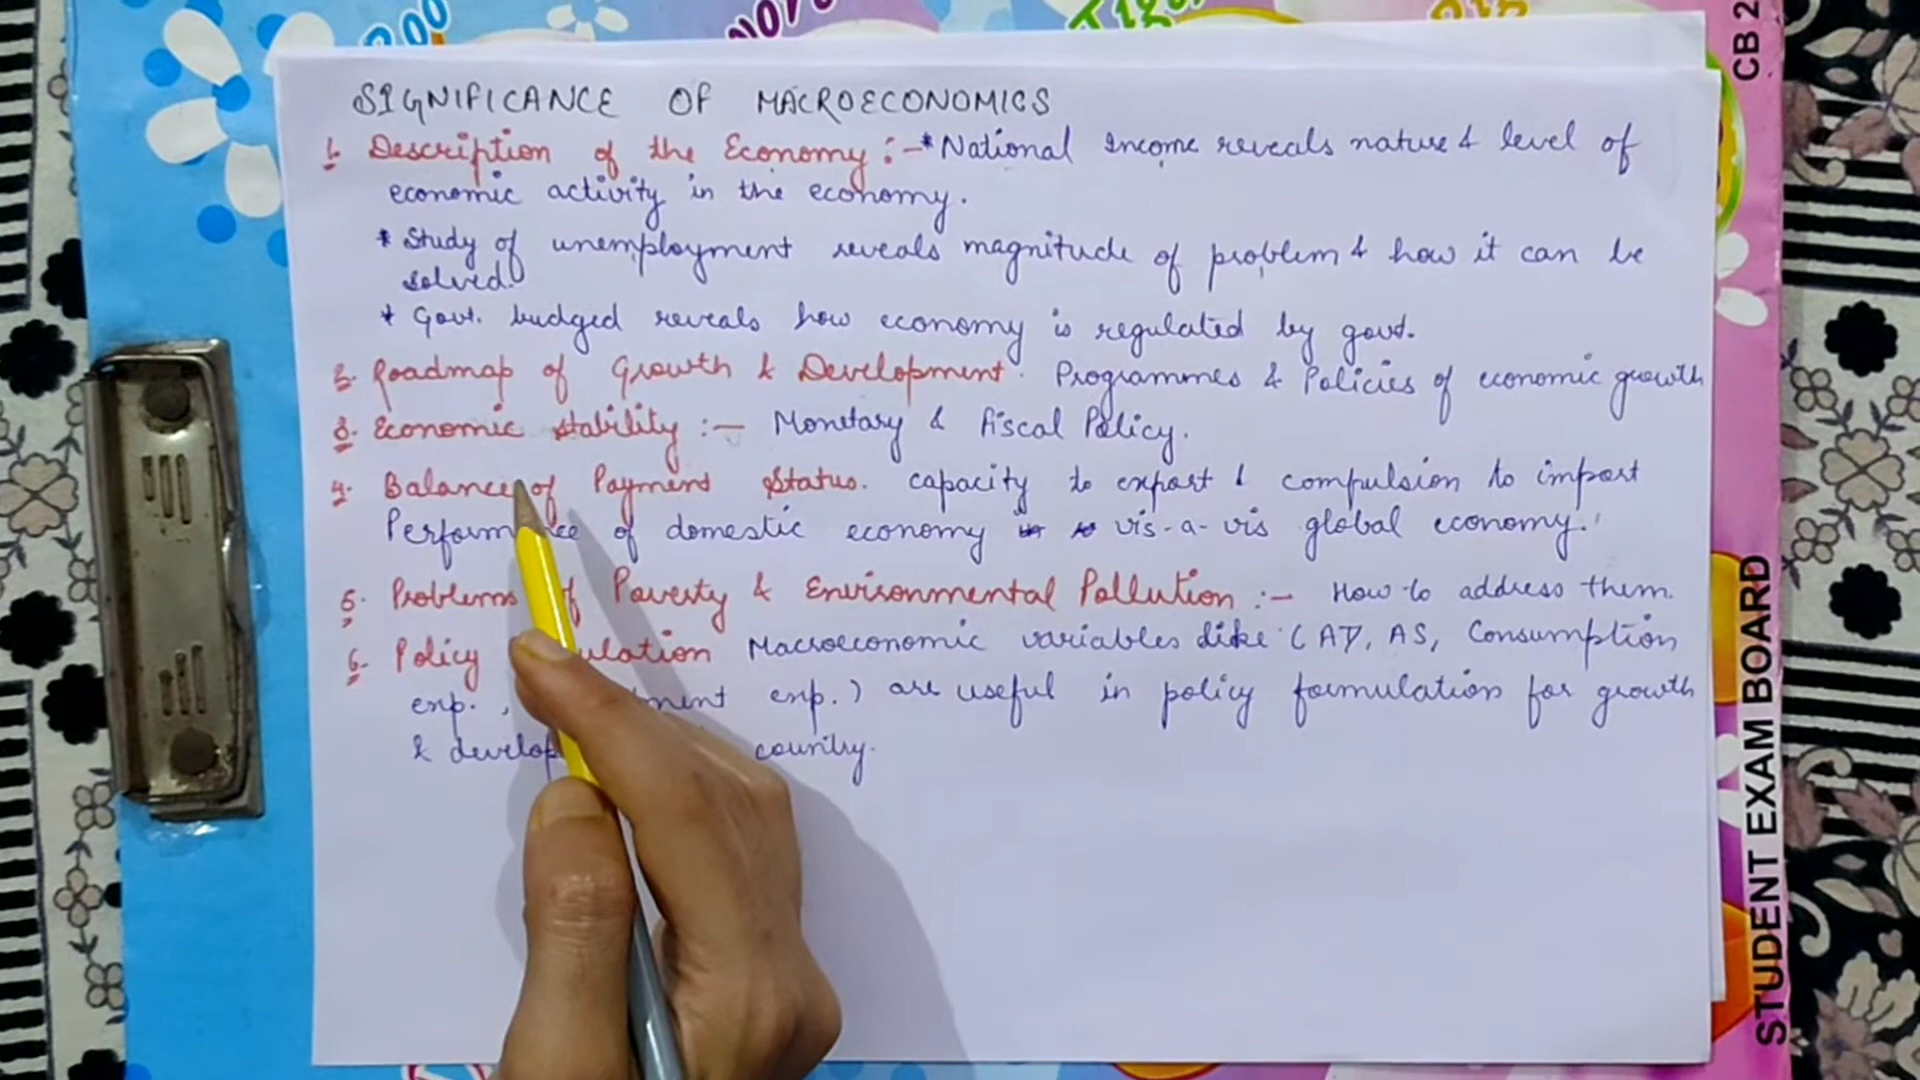 SIGNIFICANCE OF MACROECONOMICS
1. Description of the Economy :- * National Income reveals nature & level of
economic activity in the economy.
* Study of unemployment reveals magnitude of problem & how it can be
solved.
* Govt. budged reveals how economy is regulated by govt.
2. Roadmap of Growth & Development. Programmes & Policies of economic growth
3. Economic stability :- Monetary & Fiscal Policy.
4. Balance of Payment Status. capacity to export & compulsion to import
of domestic economy vis-a-vis global economy.
5. Problems of Poverty & Environmental Pollution :- How to address them.
6. Policy Macroeconomic variables like (AD, AS, Consumption
exp., exp.) are useful in policy formulation for growth
& country.
STUDENT EXAM BOARD
CB 2